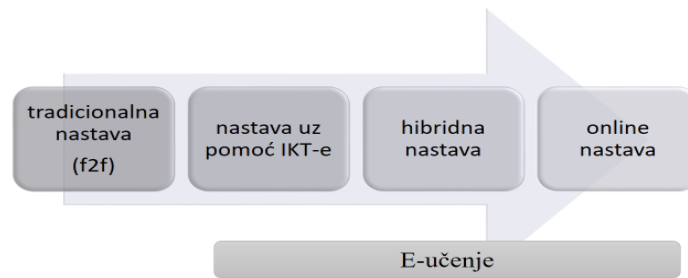 tradicionalna
nastava
(f2f)
nastava uz
pomoć IKT-e
hibridna
nastava
online
nastava
E-učenje